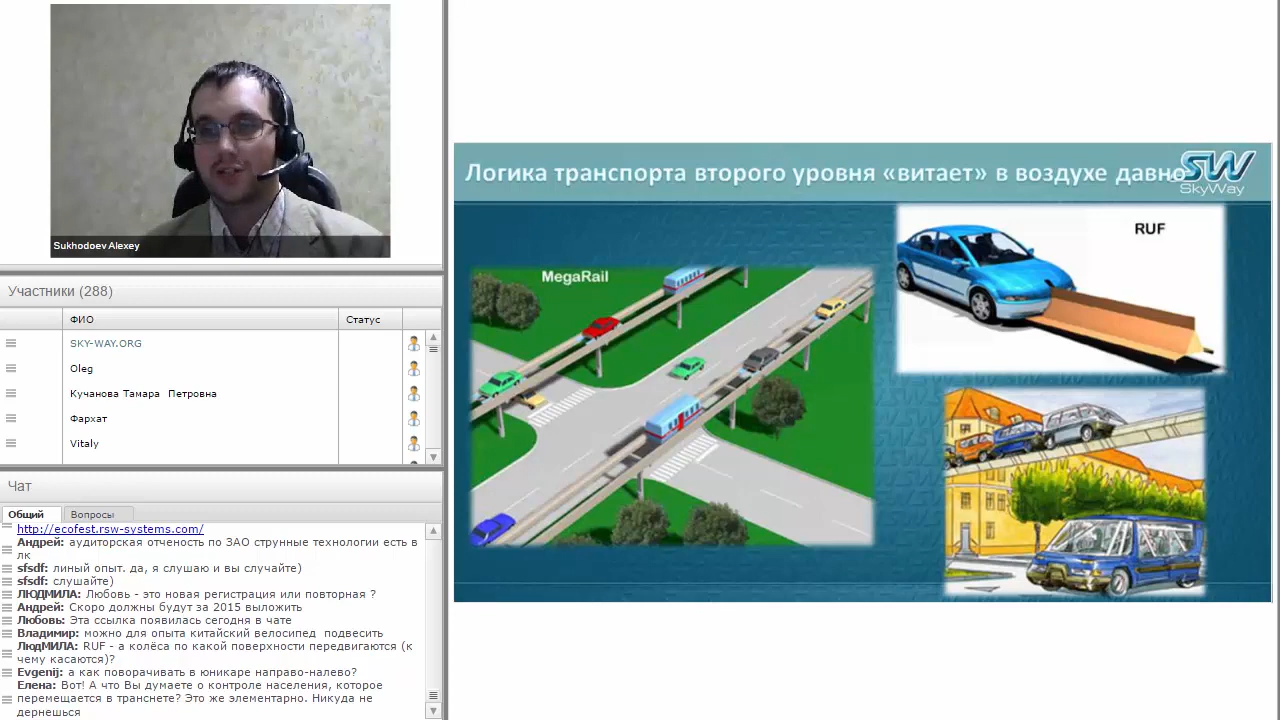 Sukhodoev Alexey
Участники (288)
ФИО
Статус
SKY-WAY.ORG
Oleg
Кучанова Тамара Петровна
Фархат
Vitaly
Чат
Общий
Вопросы
http://ecofest.rsw-systems.com/
Андрей: аудиторская отченость по ЗАО струнные технологии есть в
лк
sfsdf: линый опыт. да, я слушаю и вы случайте)
sfsdf: слушайте)
ЛЮДМИЛА: Любовь - это новая регистрация или повторная ?
Андрей: Скоро должны будут за 2015 выложить
Любовь: Эта ссылка появилась сегодня в чате
Владимир: можно для опыта китайский велосипед подвесить
ЛюдМИЛА: RUF - а колёса по какой поверхности передвигаются (к
чему касаются)?
Evgenij: а как поворачивать в юникаре направо-налево?
Елена: Вот! А что Вы думаете о контроле населения, которое
перемещается в транснете? Это же элементарно. Никуда не
дернешься
Логика транспорта второго уровня «витает» в воздухе давно
SW
SkyWay
MegaRail
RUF